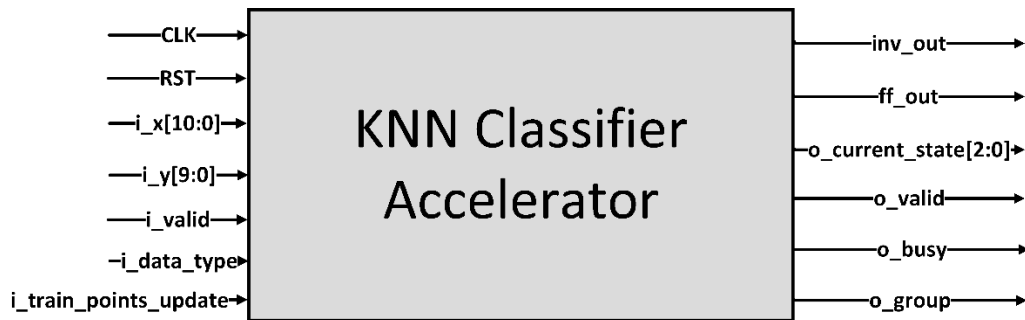 CLK
RST
i_x[10:0]
i_y[9:0]
i_valid
i_data_type
i_train_points_update
KNN Classifier
Accelerator
inv_out
ff_out
o_current_state[2:0]
o_valid
o_busy
o_group